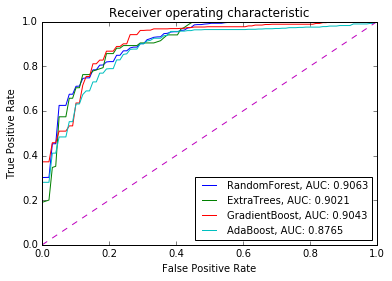 Receiver operating characteristic
1.0
0.8
0.6
0.4
0.2
0.0
True Positive Rate
RandomForest, AUC: 0.9063
ExtraTrees, AUC: 0.9021
GradientBoost, AUC: 0.9043
AdaBoost, AUC: 0.8765
0.0 0.2 0.4 0.6 0.8 1.0
False Positive Rate